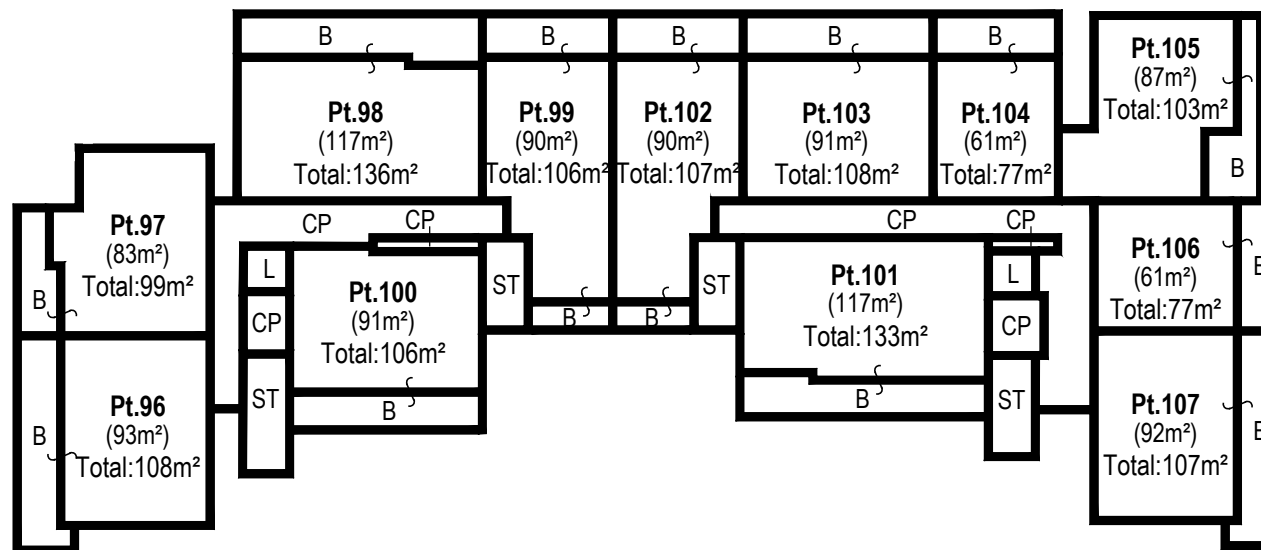 B
B
B
B
B
Pt.98
(117m²)
Total:136m²
Pt.99
(90m²)
Total:106m²
Pt.102
(90m²)
Total:107m²
Pt.103
(91m²)
Total:108m²
Pt.104
(61m²)
Total:77m²
Pt.105
(87m²)
Total:103m²
B
Pt.97
(83m²)
Total:99m²
B
CP
CP
CP
CP
L
CP
ST
Pt.100
(91m²)
Total:106m²
B
ST
B
B
ST
Pt.101
(117m²)
Total:133m²
B
L
CP
ST
Pt.106
(61m²)
Total:77m²
B
Pt.96
(93m²)
Total:108m²
B
Pt.107
(92m²)
Total:107m²
B